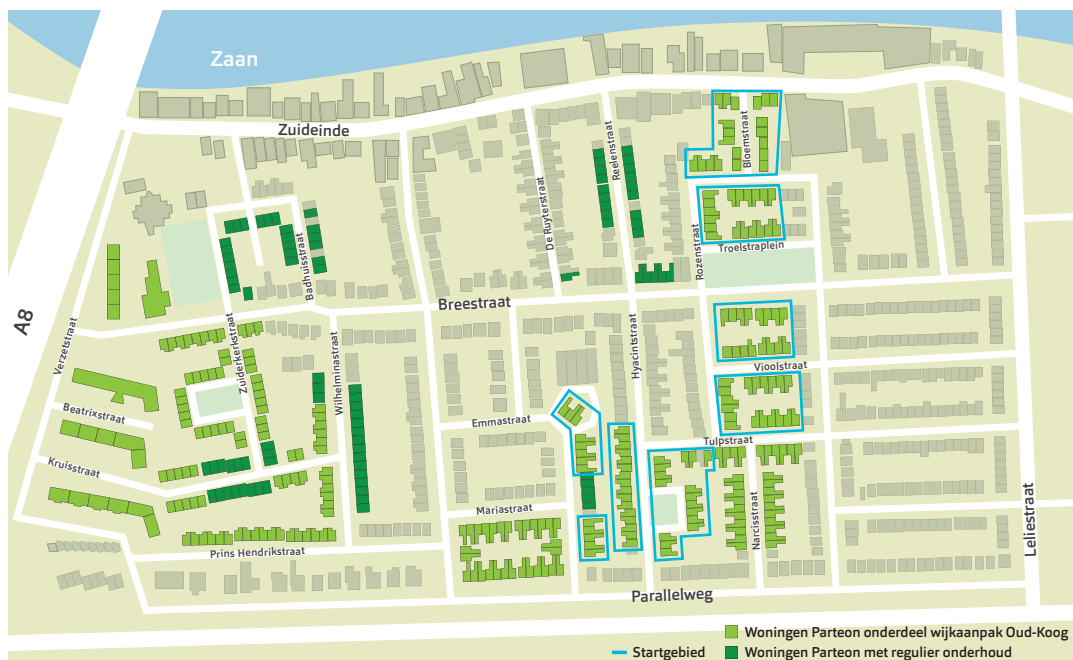 Zaan
Zuideinde
Bloemstraat
Reelenstraat
De Ruyterstraat
Rozenstraat
Troelstraplein
Badhuisstraat
Breestraat
A8
Verzetstraat
Zuiderkerkstraat
Wilhelminastraat
Hyacintstraat
Vioolstraat
Beatrixstraat
Emmastraat
Tulpstraat
Kruisstraat
Mariastraat
Narcisstraat
Leliestraat
Prins Hendrikstraat
Parallelweg
Woningen Parteon onderdeel wijkaanpak Oud-Koog
Startgebied
Woningen Parteon met regulier onderhoud